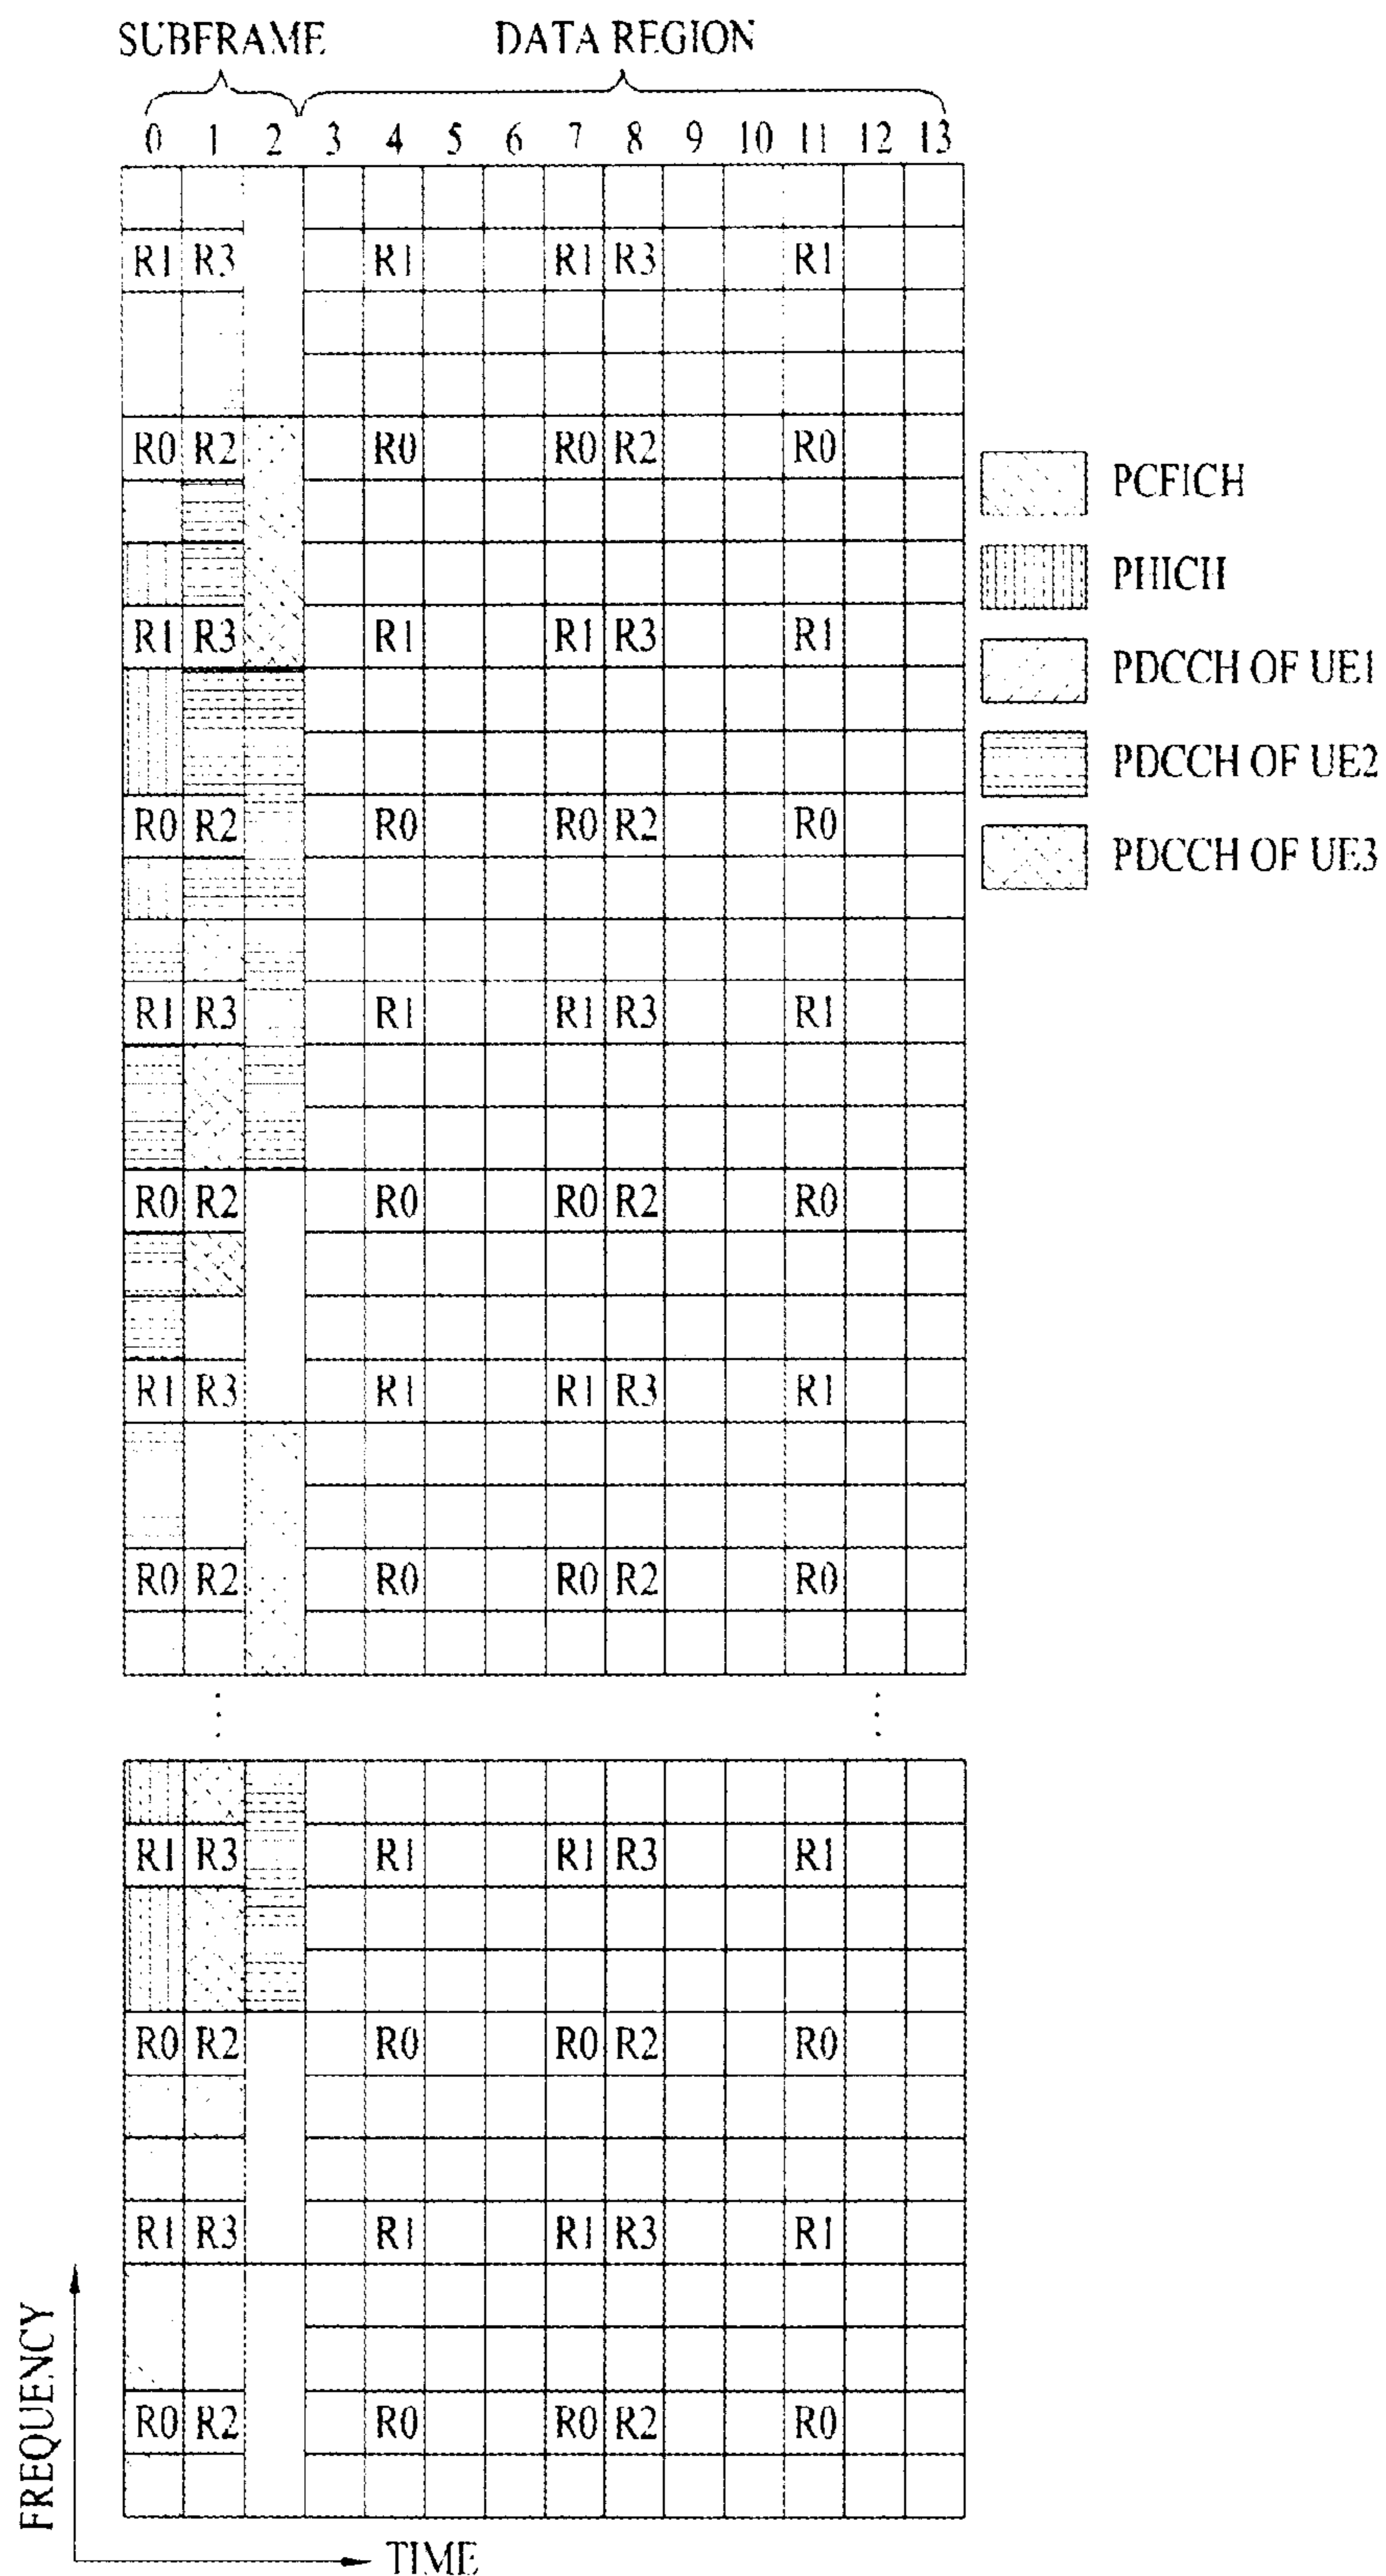 SUBFRAME DATA REGION
0 1 2 3 4 5 6 7 8 9 10 11 12 13
R1 R3 R1 R1 R3 R1
R0 R2 R0 R0 R2 R0
PCFICH
PHICH
R1 R3 R1 R1 R3 R1
PDCCH OF UE1
PDCCH OF UE2
R0 R2 R0 R0 R2 R0
PDCCH OF UE3
R1 R3 R1 R1 R3 R1
R0 R2 R0 R0 R2 R0
R1 R3 R1 R1 R3 R1
R0 R2 R0 R0 R2 R0
R1 R3 R1 R1 R3 R1
R0 R2 R0 R0 R2 R0
R1 R3 R1 R1 R3 R1
R0 R2 R0 R0 R2 R0
FREQUENCY
TIME